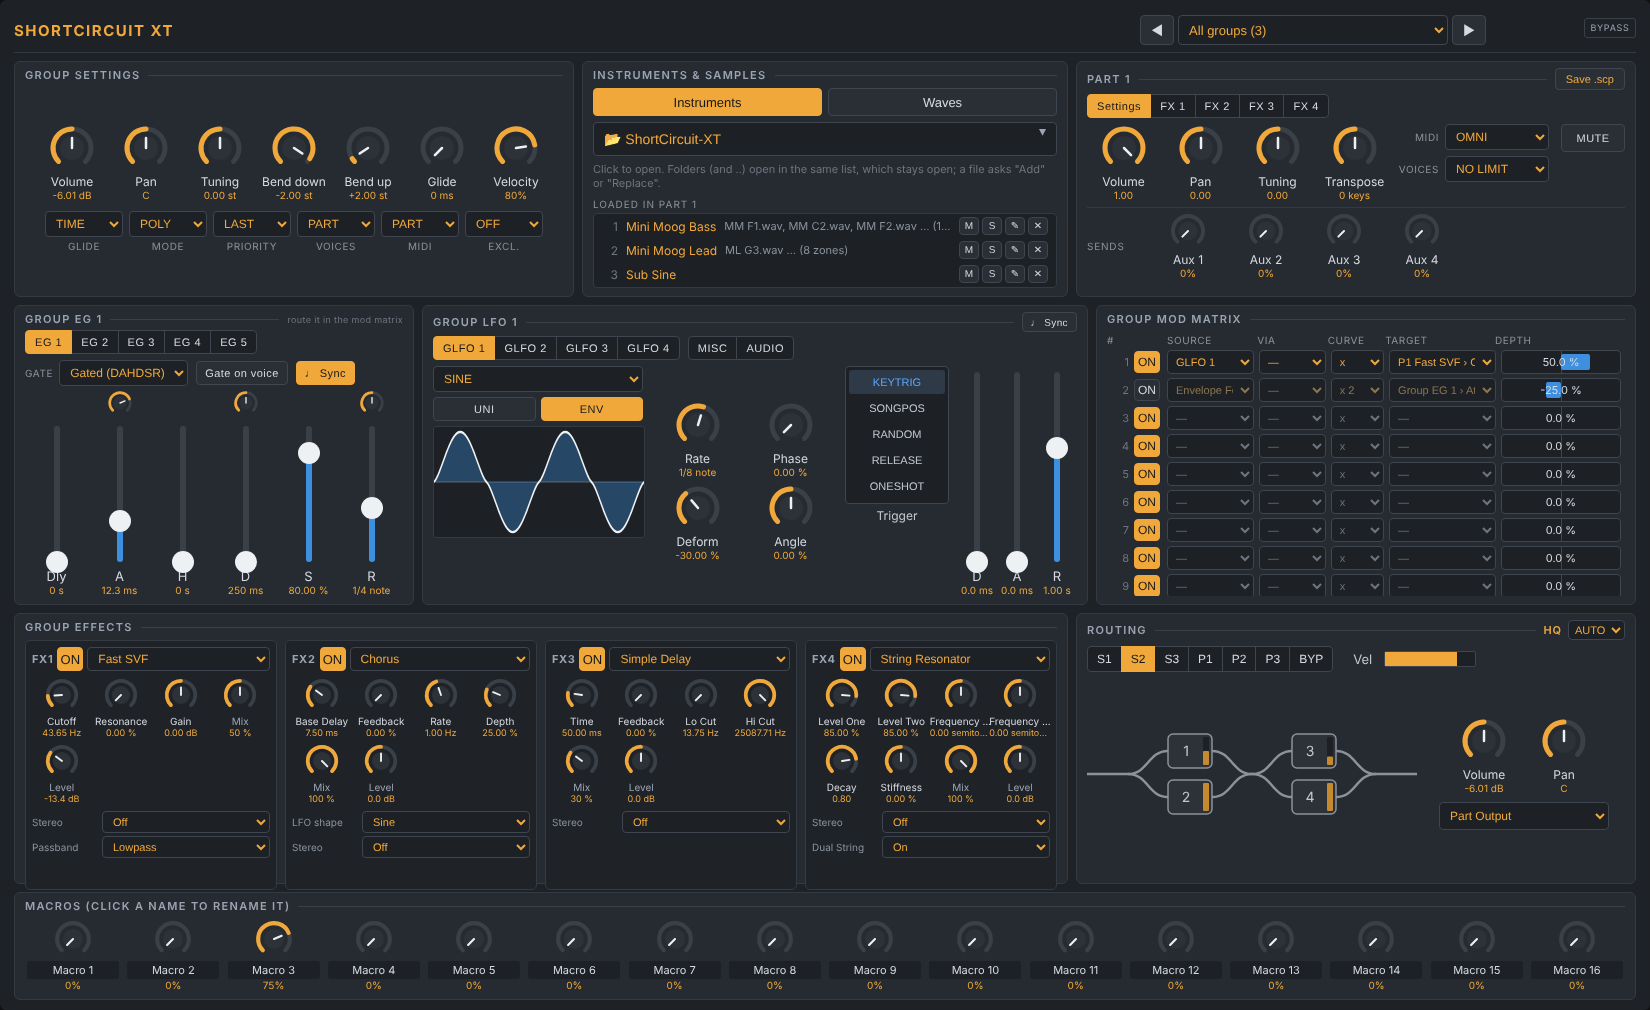 SHORTCIRCUIT XT
◀ All groups (3) ▶
BYPASS
GROUP SETTINGS
Volume Pan Tuning Bend down Bend up Glide Velocity
-6.01 dB C 0.00 st -2.00 st +2.00 st 0 ms 80%
TIME POLY LAST PART PART OFF
GLIDE MODE PRIORITY VOICES MIDI EXCL.
INSTRUMENTS & SAMPLES
Instruments Waves
📂 ShortCircuit-XT ▼
Click to open. Folders (and ..) open in the same list, which stays open; a file asks "Add"
or "Replace".
LOADED IN PART 1
1 Mini Moog Bass MM F1.wav, MM C2.wav, MM F2.wav ... (1... M S ✎ ✕
2 Mini Moog Lead ML G3.wav ... (8 zones) M S ✎ ✕
3 Sub Sine M S ✎ ✕
PART 1 Save .scp
Settings FX 1 FX 2 FX 3 FX 4
MIDI OMNI MUTE
VOICES NO LIMIT
Volume Pan Tuning Transpose
1.00 0.00 0.00 0 keys
SENDS
Aux 1 Aux 2 Aux 3 Aux 4
0% 0% 0% 0%
GROUP EG 1 route it in the mod matrix
EG 1 EG 2 EG 3 EG 4 EG 5
GATE Gated (DAHDSR) Gate on voice ♩ Sync
Dly A H D S R
0 s 12.3 ms 0 s 250 ms 80.00 % 1/4 note
GROUP LFO 1 ♩ Sync
GLFO 1 GLFO 2 GLFO 3 GLFO 4 MISC AUDIO
SINE
UNI ENV
Rate Phase
1/8 note 0.00 %
Deform Angle
-30.00 % 0.00 %
KEYTRIG
SONGPOS
RANDOM
RELEASE
ONESHOT
Trigger
D A R
0.0 ms 0.0 ms 1.00 s
GROUP MOD MATRIX
# SOURCE VIA CURVE TARGET DEPTH
1 ON GLFO 1 — x P1 Fast SVF › C 50.0 %
2 ON Envelope F — x 2 Group EG 1 › At -25.0 %
3 ON — — x — 0.0 %
4 ON — — x — 0.0 %
5 ON — — x — 0.0 %
6 ON — — x — 0.0 %
7 ON — — x — 0.0 %
8 ON — — x — 0.0 %
9 ON — — x — 0.0 %
GROUP EFFECTS
FX1 ON Fast SVF
Cutoff Resonance Gain Mix
43.65 Hz 0.00 % 0.00 dB 50 %
Level
-13.4 dB
Stereo Off
Passband Lowpass
FX2 ON Chorus
Base Delay Feedback Rate Depth
7.50 ms 0.00 % 1.00 Hz 25.00 %
Mix Level
100 % 0.0 dB
LFO shape Sine
Stereo Off
FX3 ON Simple Delay
Time Feedback Lo Cut Hi Cut
50.00 ms 0.00 % 13.75 Hz 25087.71 Hz
Mix Level
30 % 0.0 dB
Stereo Off
FX4 ON String Resonator
Level One Level Two Frequency ... Frequency ...
85.00 % 85.00 % 0.00 semito... 0.00 semito...
Decay Stiffness Mix Level
0.80 0.00 % 100 % 0.0 dB
Stereo Off
Dual String On
ROUTING HQ AUTO
S1 S2 S3 P1 P2 P3 BYP Vel
1 3
2 4
Volume Pan
-6.01 dB C
Part Output
MACROS (CLICK A NAME TO RENAME IT)
Macro 1 Macro 2 Macro 3 Macro 4 Macro 5 Macro 6 Macro 7 Macro 8 Macro 9 Macro 10 Macro 11 Macro 12 Macro 13 Macro 14 Macro 15 Macro 16
0% 0% 75% 0% 0% 0% 0% 0% 0% 0% 0% 0% 0% 0% 0% 0%